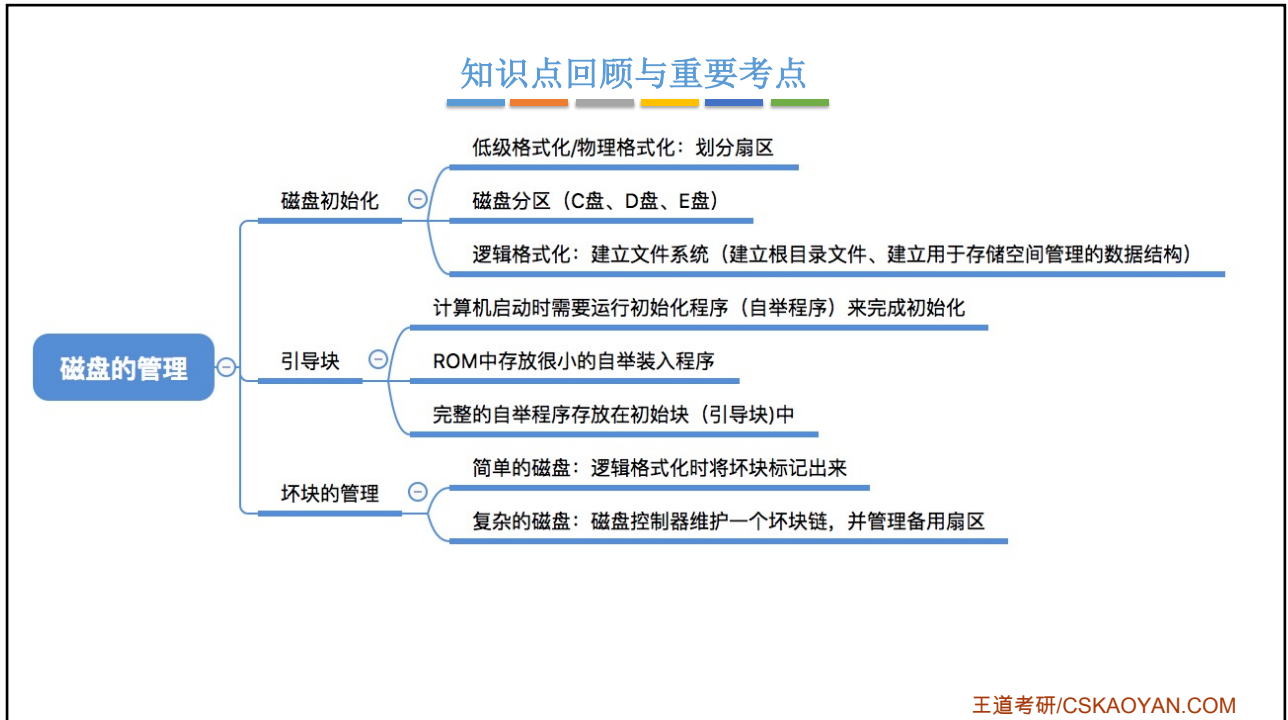 知识点回顾与重要考点
磁盘的管理
磁盘初始化
低级格式化/物理格式化：划分扇区
磁盘分区（C盘、D盘、E盘）
逻辑格式化：建立文件系统（建立根目录文件、建立用于存储空间管理的数据结构）
引导块
计算机启动时需要运行初始化程序（自举程序）来完成初始化
ROM中存放很小的自举装入程序
完整的自举程序存放在初始块（引导块)中
坏块的管理
简单的磁盘：逻辑格式化时将坏块标记出来
复杂的磁盘：磁盘控制器维护一个坏块链，并管理备用扇区
王道考研/CSKAOYAN.COM